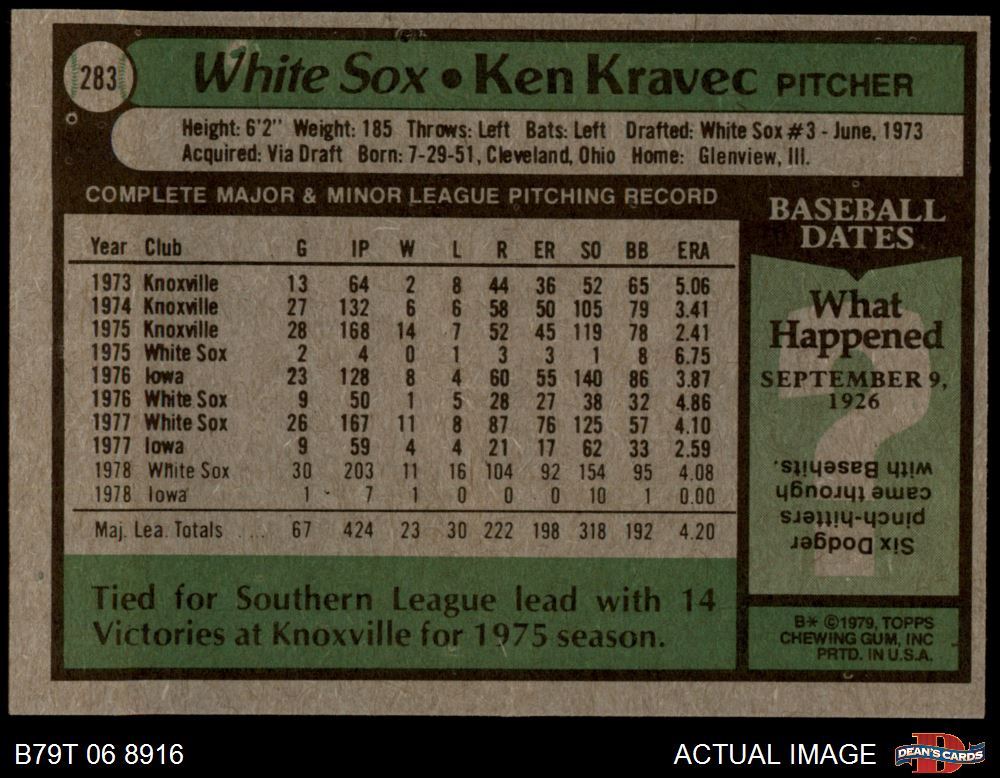 283
White Sox • Ken Kravec PITCHER
Height: 6'2" Weight: 185 Throws: Left Bats: Left Drafted: White Sox #3 - June, 1973
Acquired: Via Draft Born: 7-29-51, Cleveland, Ohio Home: Glenview, Ill.
COMPLETE MAJOR & MINOR LEAGUE PITCHING RECORD
Year Club G IP W L R ER SO BB ERA
1973 Knoxville 13 64 2 8 44 36 52 65 5.06
1974 Knoxville 27 132 6 6 58 50 105 79 3.41
1975 Knoxville 28 168 14 7 52 45 119 78 2.41
1975 White Sox 2 4 0 1 3 3 1 8 6.75
1976 Iowa 23 128 8 4 60 55 140 86 3.87
1976 White Sox 9 50 1 5 28 27 38 32 4.86
1977 White Sox 26 167 11 8 87 76 125 57 4.10
1977 Iowa 9 59 4 4 21 17 62 33 2.59
1978 White Sox 30 203 11 16 104 92 154 95 4.08
1978 Iowa 1 7 1 0 0 0 10 1 0.00
Maj. Lea. Totals .... 67 424 23 30 222 198 318 192 4.20
Tied for Southern League lead with 14
Victories at Knoxville for 1975 season.
BASEBALL
DATES
What
Happened
SEPTEMBER 9,
1926
?
Six Dodger
pinch-hitters
came through
with Basehits.
B* ©1979, TOPPS
CHEWING GUM, INC
PRTD. IN U.S.A.
B79T 06 8916
ACTUAL IMAGE
D
DEAN'S CARDS